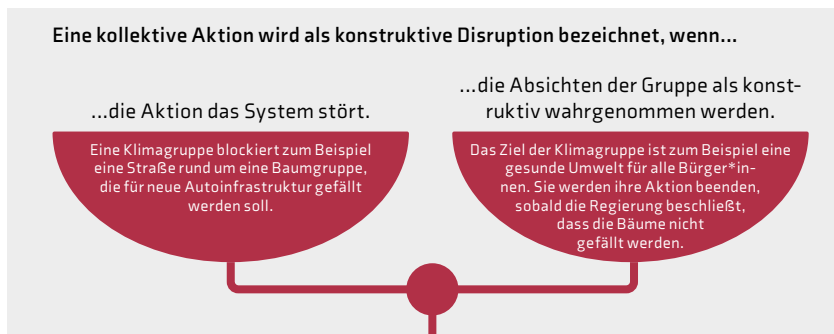 Eine kollektive Aktion wird als konstruktive Disruption bezeichnet, wenn...
...die Aktion das System stört.
Eine Klimagruppe blockiert zum Beispiel
eine Straße rund um eine Baumgruppe,
die für neue Autoinfrastruktur gefällt
werden soll.
...die Absichten der Gruppe als konst-
ruktiv wahrgenommen werden.
Das Ziel der Klimagruppe ist zum Beispiel eine
gesunde Umwelt für alle Bürger*in-
nen. Sie werden ihre Aktion beenden,
sobald die Regierung beschließt,
dass die Bäume nicht
gefällt werden.